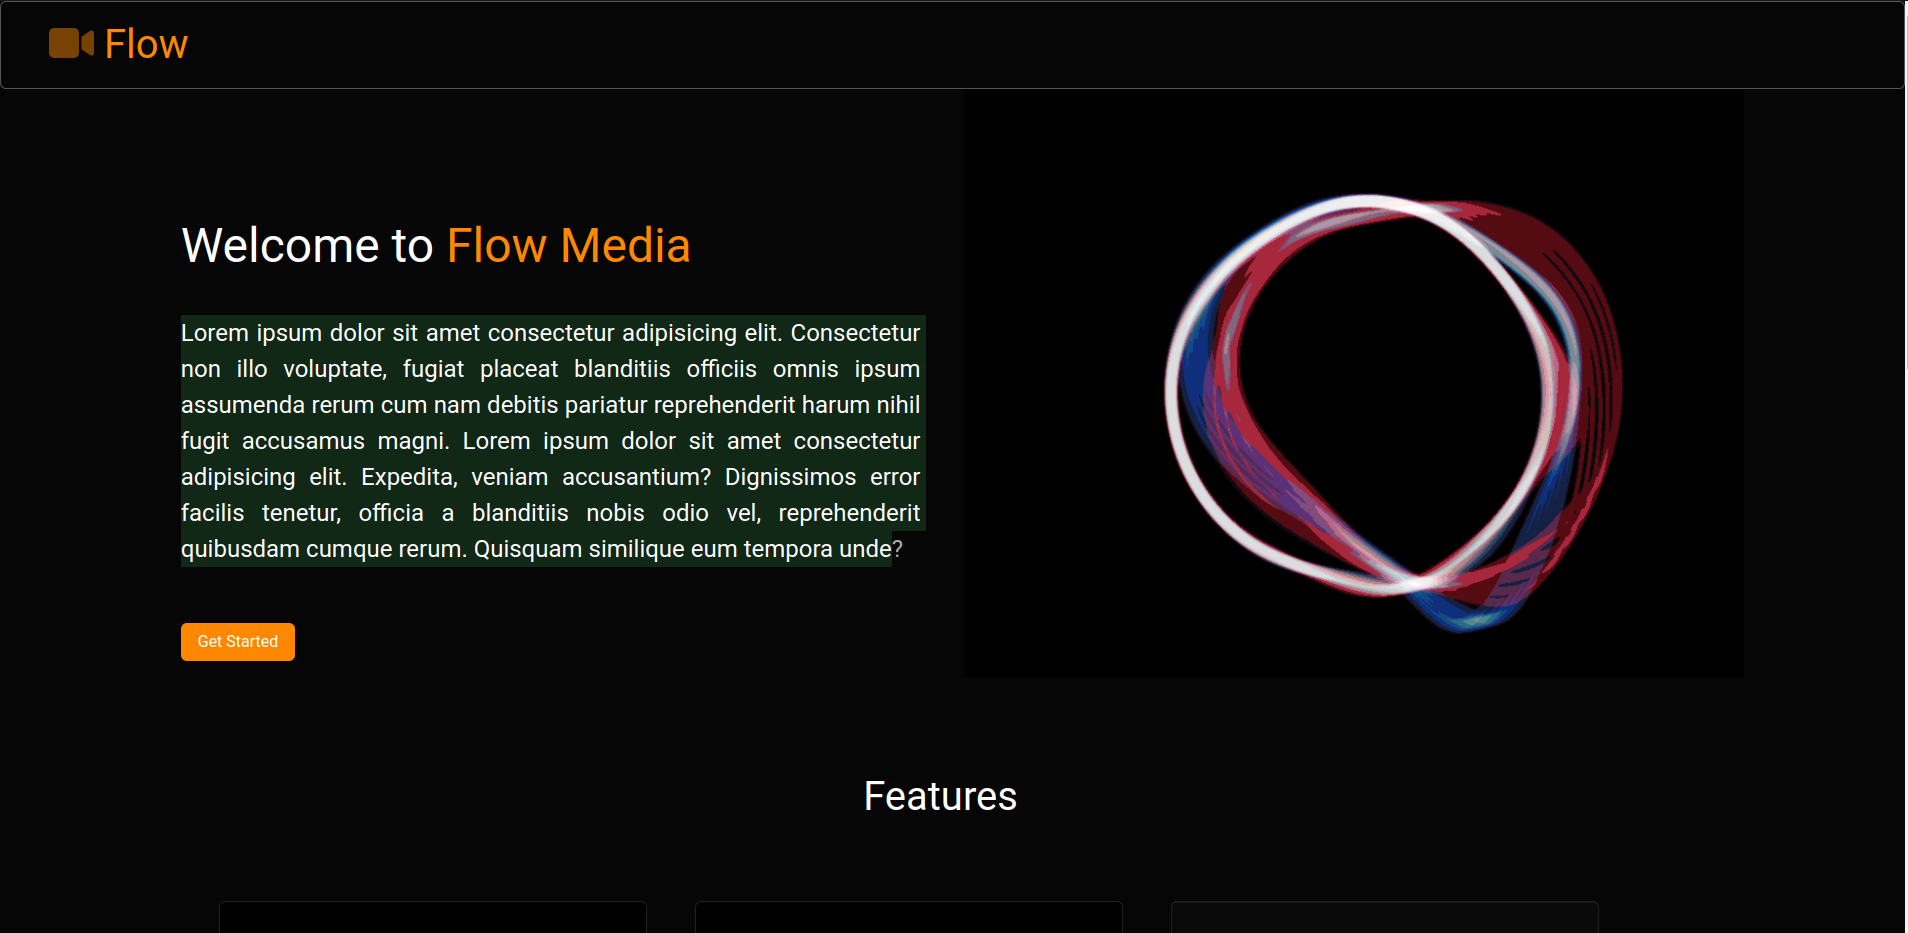 Flow
Welcome to Flow Media
Lorem ipsum dolor sit amet consectetur adipisicing elit. Consectetur
non illo voluptate, fugiat placeat blanditiis officiis omnis ipsum
assumenda rerum cum nam debitis pariatur reprehenderit harum nihil
fugit accusamus magni. Lorem ipsum dolor sit amet consectetur
adipisicing elit. Expedita, veniam accusantium? Dignissimos error
facilis tenetur, officia a blanditiis nobis odio vel, reprehenderit
quibusdam cumque rerum. Quisquam similique eum tempora unde?
Get Started
Features